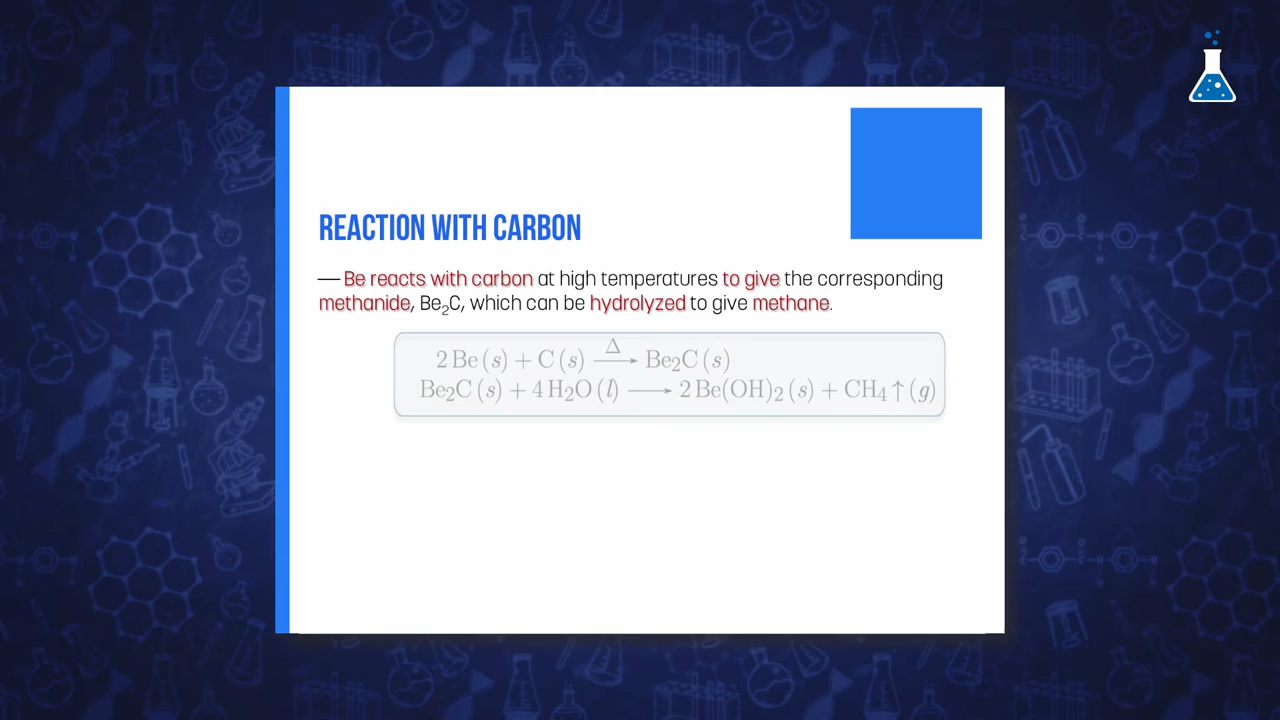 REACTION WITH CARBON
— Be reacts with carbon at high temperatures to give the corresponding
methanide, Be₂C, which can be hydrolyzed to give methane.
2 Be (s) + C (s) —Δ→ Be₂C (s)
Be₂C (s) + 4 H₂O (l) ⟶ 2 Be(OH)₂ (s) + CH₄↑ (g)